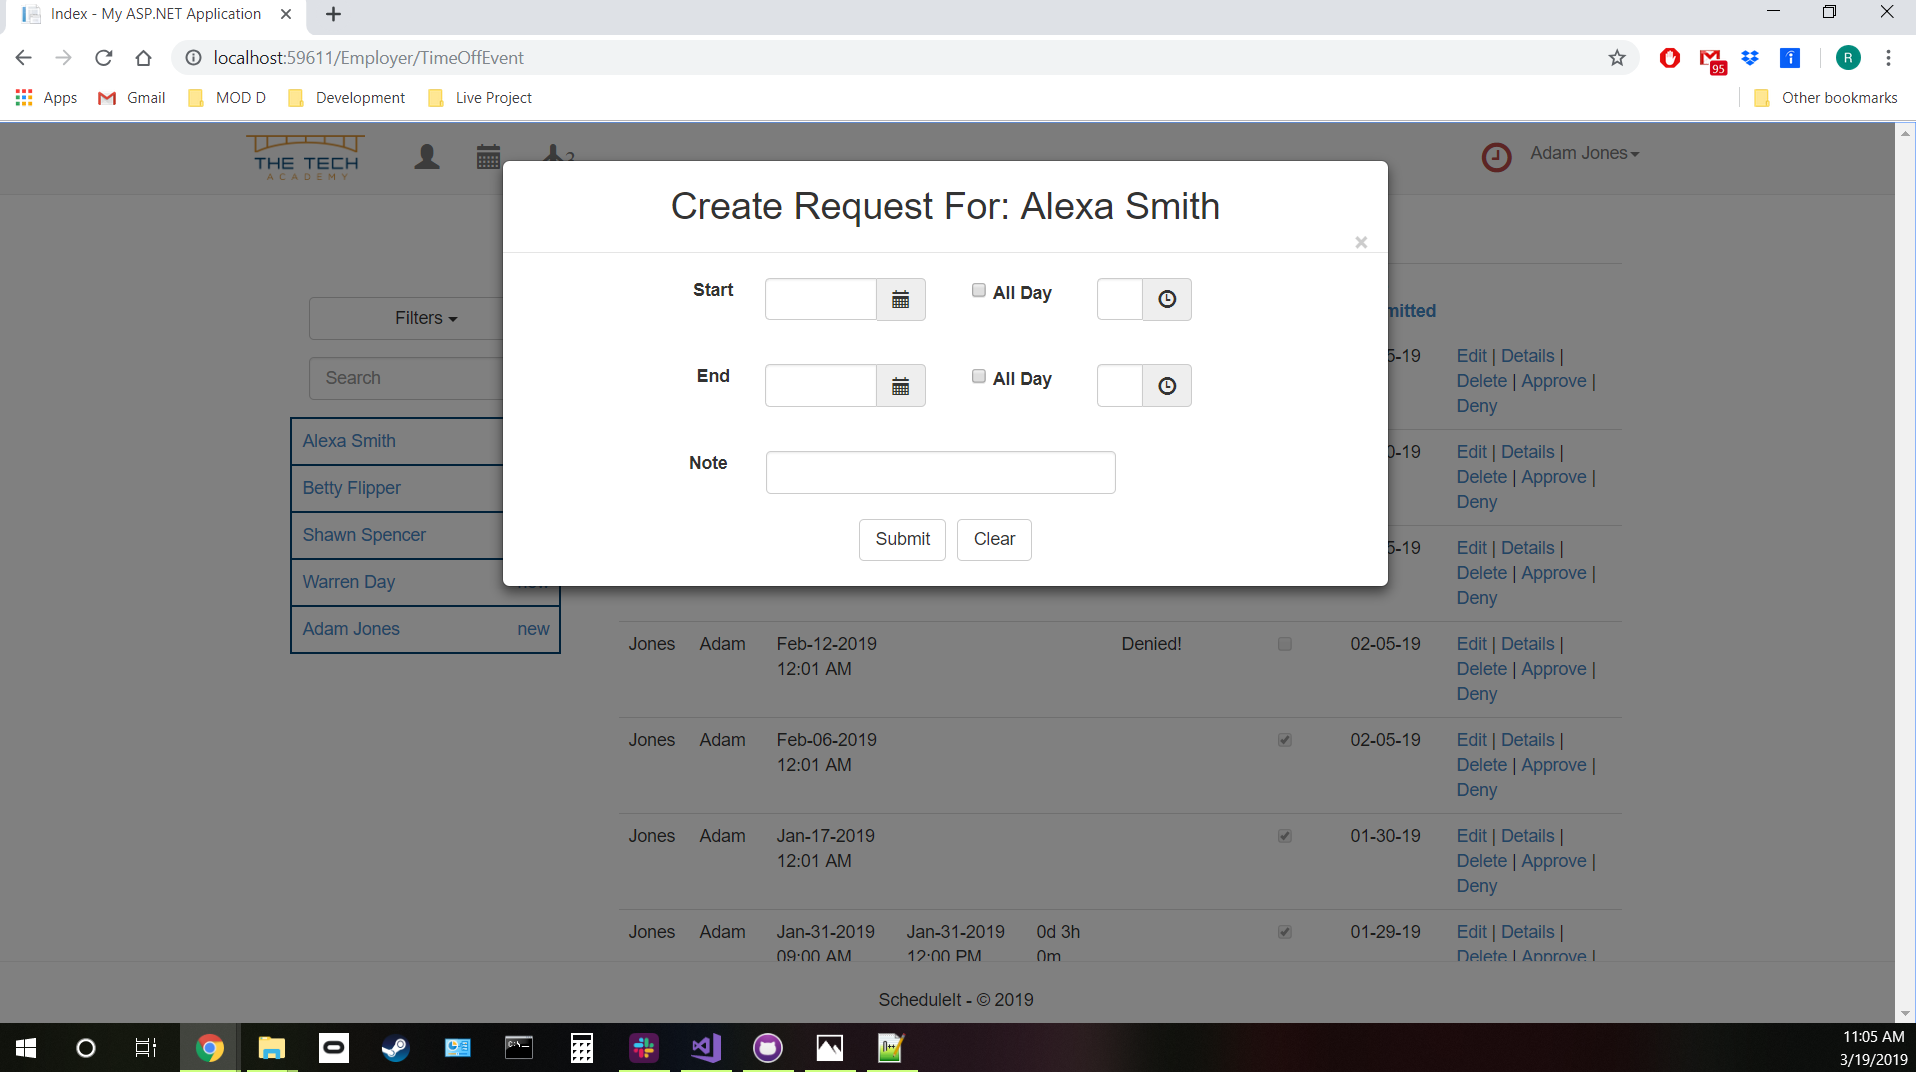 Index - My ASP.NET Application
localhost:59611/Employer/TimeOffEvent
95
R
Apps
Gmail
MOD D
Development
Live Project
Other bookmarks
THE TECH
ACADEMY
2
Adam Jones
Create Request For: Alexa Smith
×
Start
All Day
End
All Day
Note
Submit
Clear
Filters
Search
Alexa Smith
Betty Flipper
Shawn Spencer
Warren Day
Adam Jones new
mitted
5-19 Edit | Details |
Delete | Approve |
Deny
0-19 Edit | Details |
Delete | Approve |
Deny
5-19 Edit | Details |
Delete | Approve |
Deny
Jones Adam Feb-12-2019 Denied! 02-05-19 Edit | Details |
12:01 AM Delete | Approve |
Deny
Jones Adam Feb-06-2019 02-05-19 Edit | Details |
12:01 AM Delete | Approve |
Deny
Jones Adam Jan-17-2019 01-30-19 Edit | Details |
12:01 AM Delete | Approve |
Deny
Jones Adam Jan-31-2019 Jan-31-2019 0d 3h 01-29-19 Edit | Details |
09:00 AM 12:00 PM 0m Delete | Approve |
ScheduleIt - © 2019
11:05 AM
3/19/2019